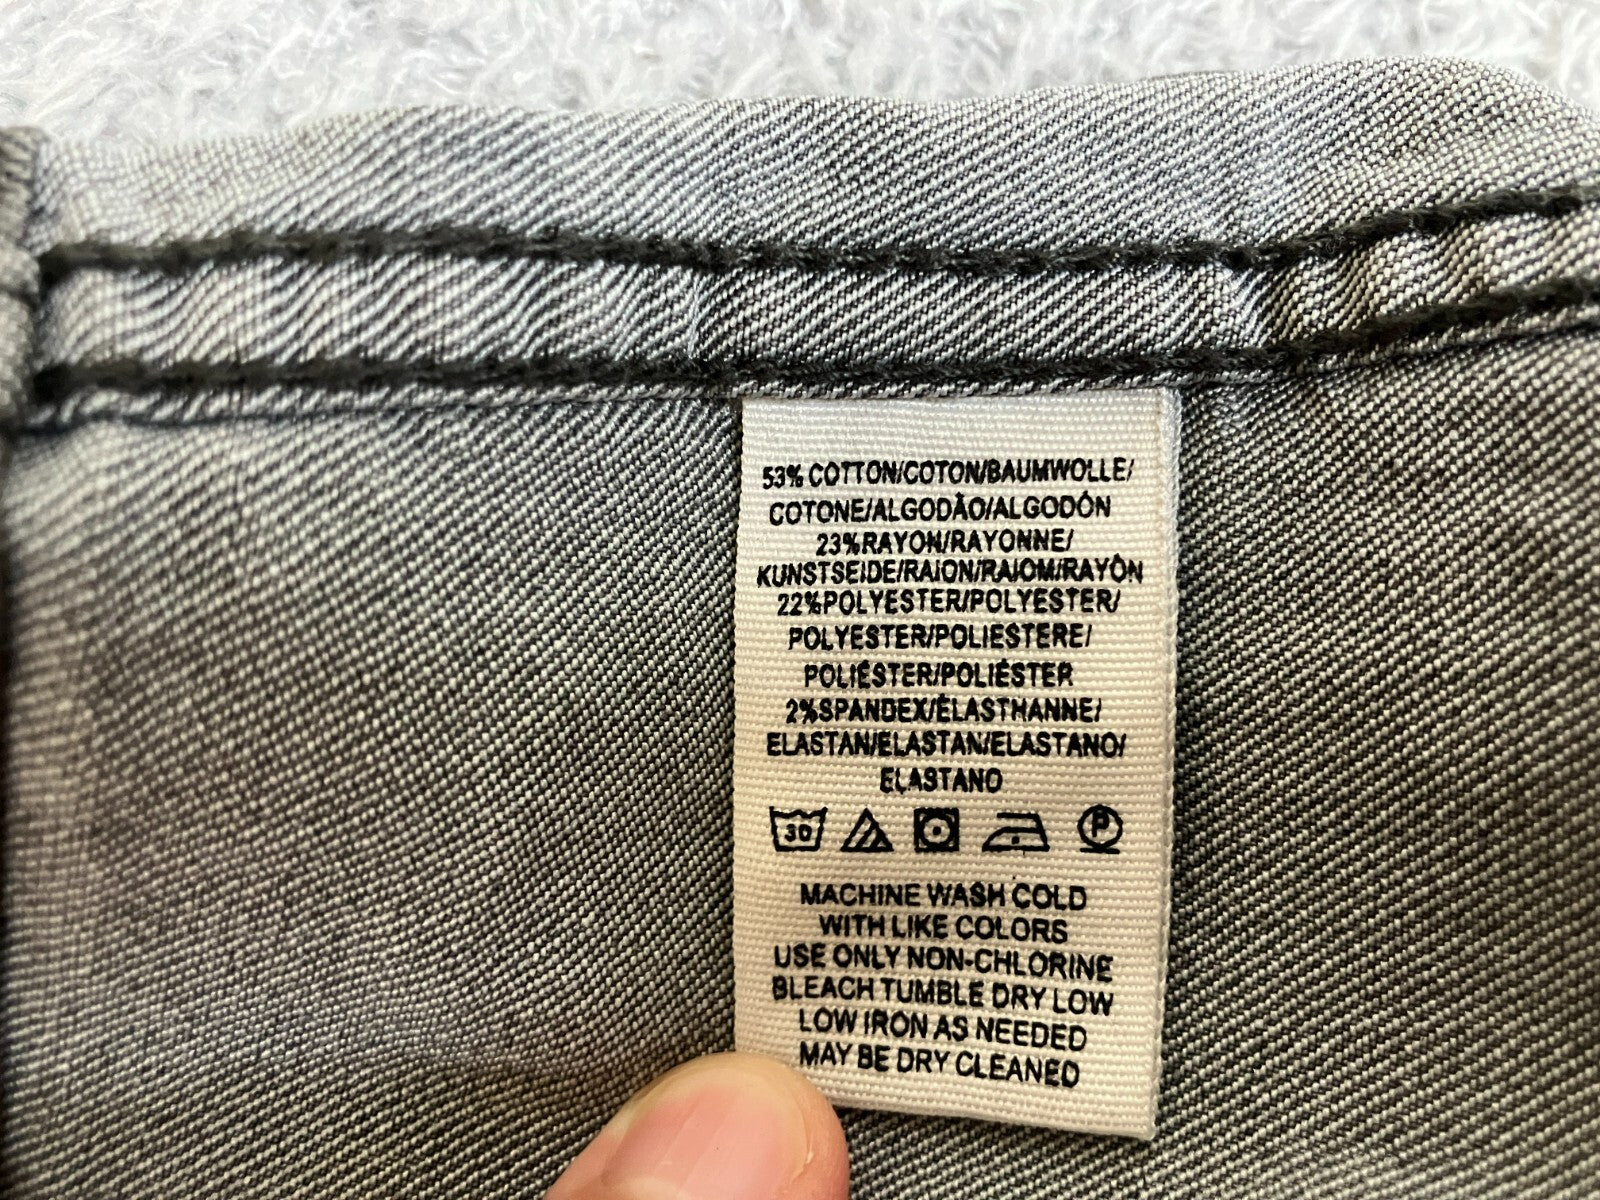 53% COTTON/COTON/BAUMWOLLE/
COTONE/ALGODÃO/ALGODÓN
23%RAYON/RAYONNE/
KUNSTSEIDE/RAION/RAIOM/RAYÓN
22%POLYESTER/POLYESTER/
POLYESTER/POLIESTERE/
POLIÉSTER/POLIÉSTER
2%SPANDEX/ÉLASTHANNE/
ELASTAN/ELASTAN/ELASTANO/
ELASTANO
30 P
MACHINE WASH COLD
WITH LIKE COLORS
USE ONLY NON-CHLORINE
BLEACH TUMBLE DRY LOW
LOW IRON AS NEEDED
MAY BE DRY CLEANED